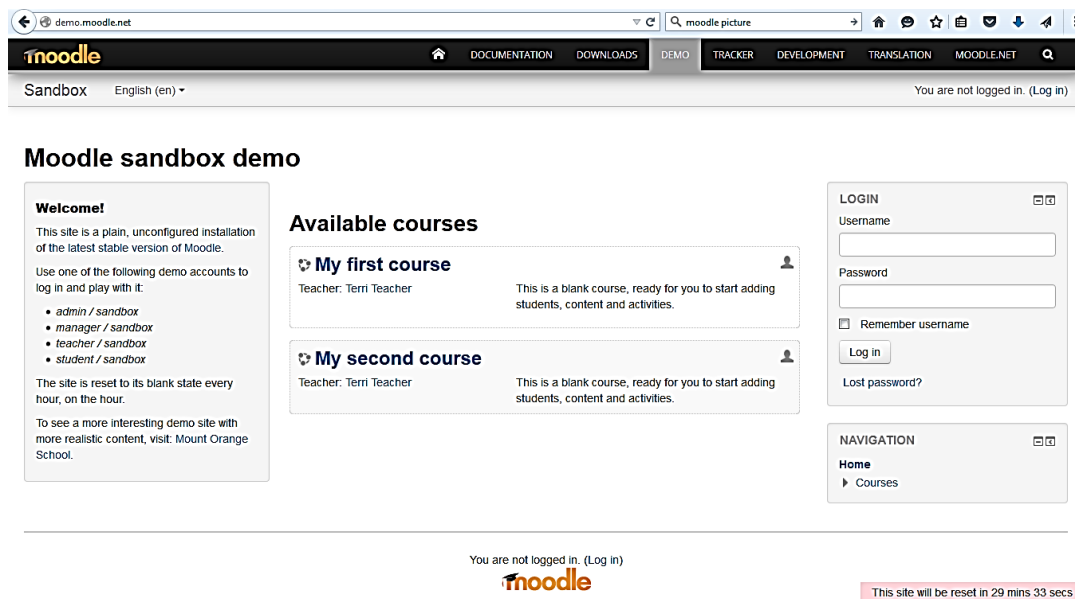 demo.moodle.net
moodle picture
moodle
DOCUMENTATION DOWNLOADS DEMO TRACKER DEVELOPMENT TRANSLATION MOODLE.NET
Sandbox English (en)
You are not logged in. (Log in)
Moodle sandbox demo
Welcome!
This site is a plain, unconfigured installation
of the latest stable version of Moodle.
Use one of the following demo accounts to
log in and play with it:
admin / sandbox
manager / sandbox
teacher / sandbox
student / sandbox
The site is reset to its blank state every
hour, on the hour.
To see a more interesting demo site with
more realistic content, visit: Mount Orange
School.
Available courses
My first course
Teacher: Terri Teacher
This is a blank course, ready for you to start adding
students, content and activities.
My second course
Teacher: Terri Teacher
This is a blank course, ready for you to start adding
students, content and activities.
LOGIN
Username
Password
Remember username
Log in
Lost password?
NAVIGATION
Home
Courses
You are not logged in. (Log in)
moodle
This site will be reset in 29 mins 33 secs